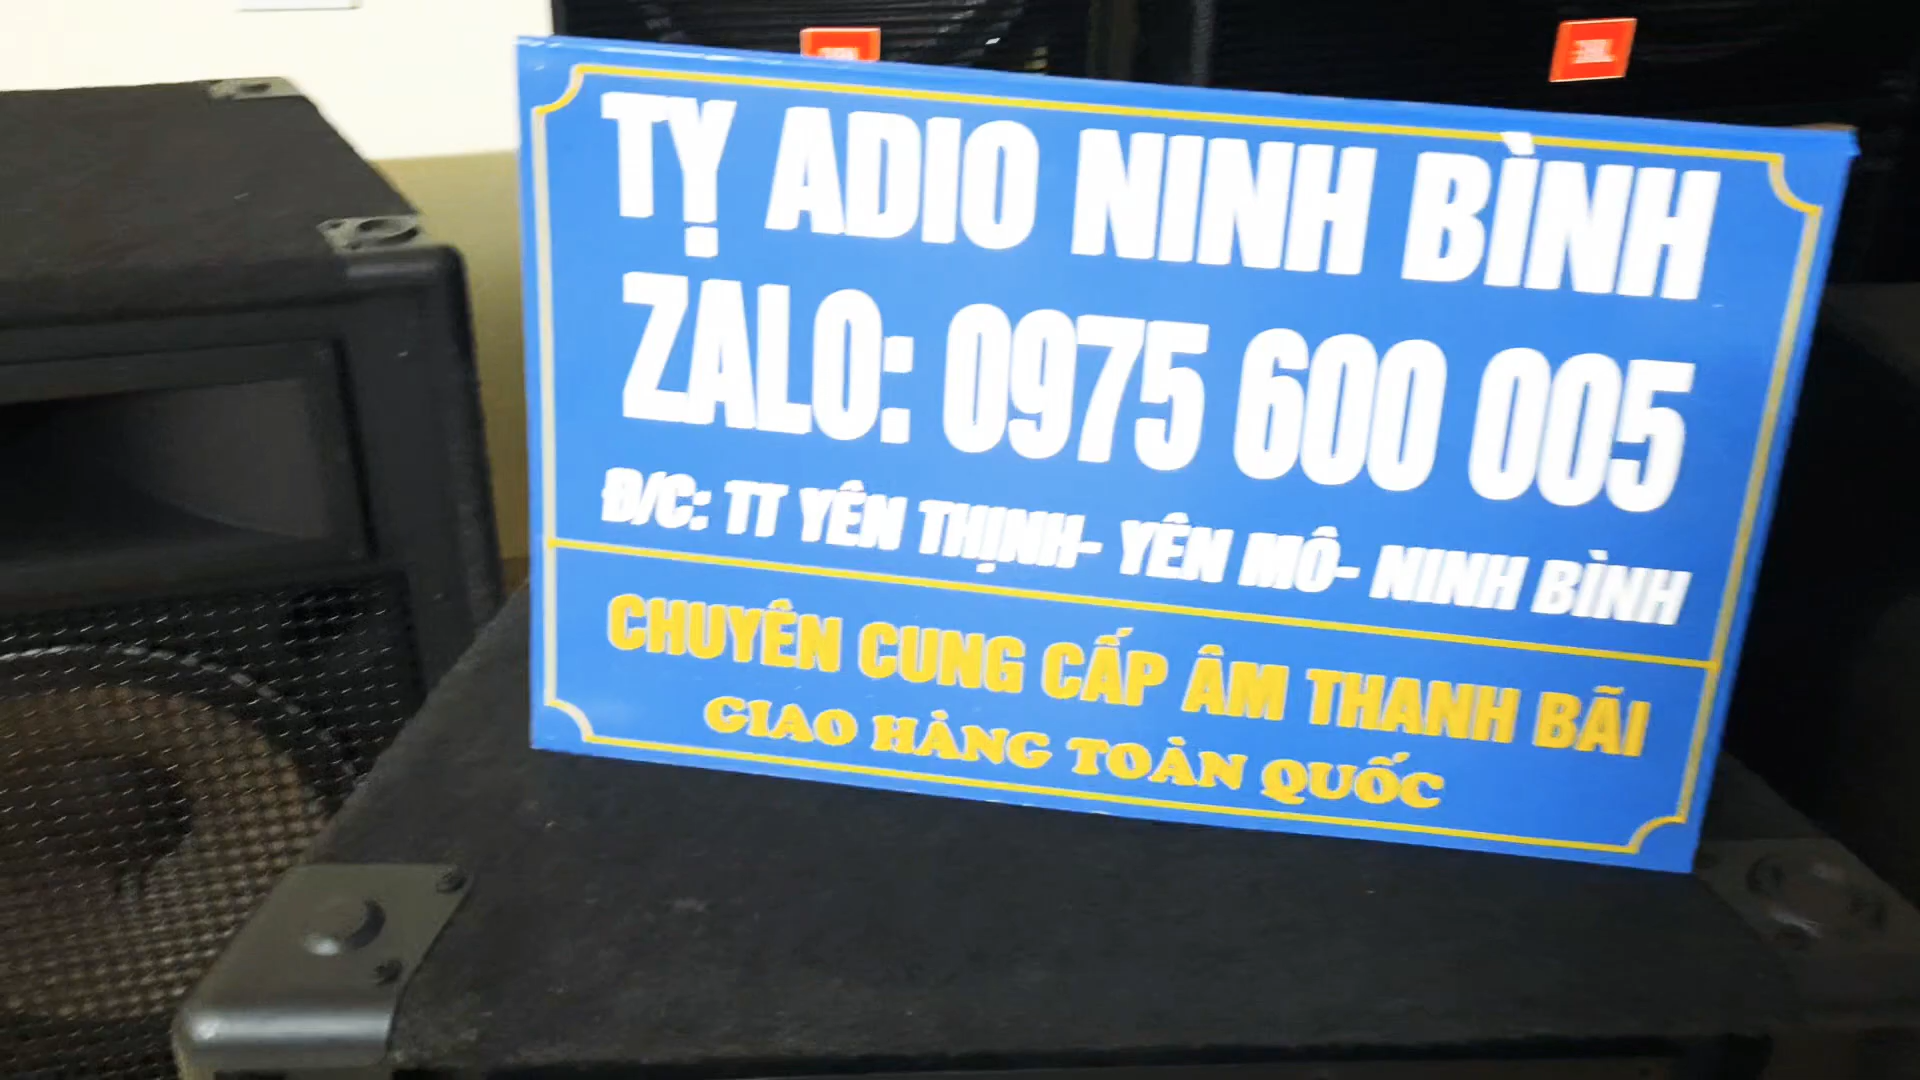 TỴ ADIO NINH BÌNH
ZALO: 0975 600 005
Đ/C: TT YÊN THỊNH- YÊN MÔ- NINH BÌNH
CHUYÊN CUNG CẤP ÂM THANH BÃI
GIAO HÀNG TOÀN QUỐC